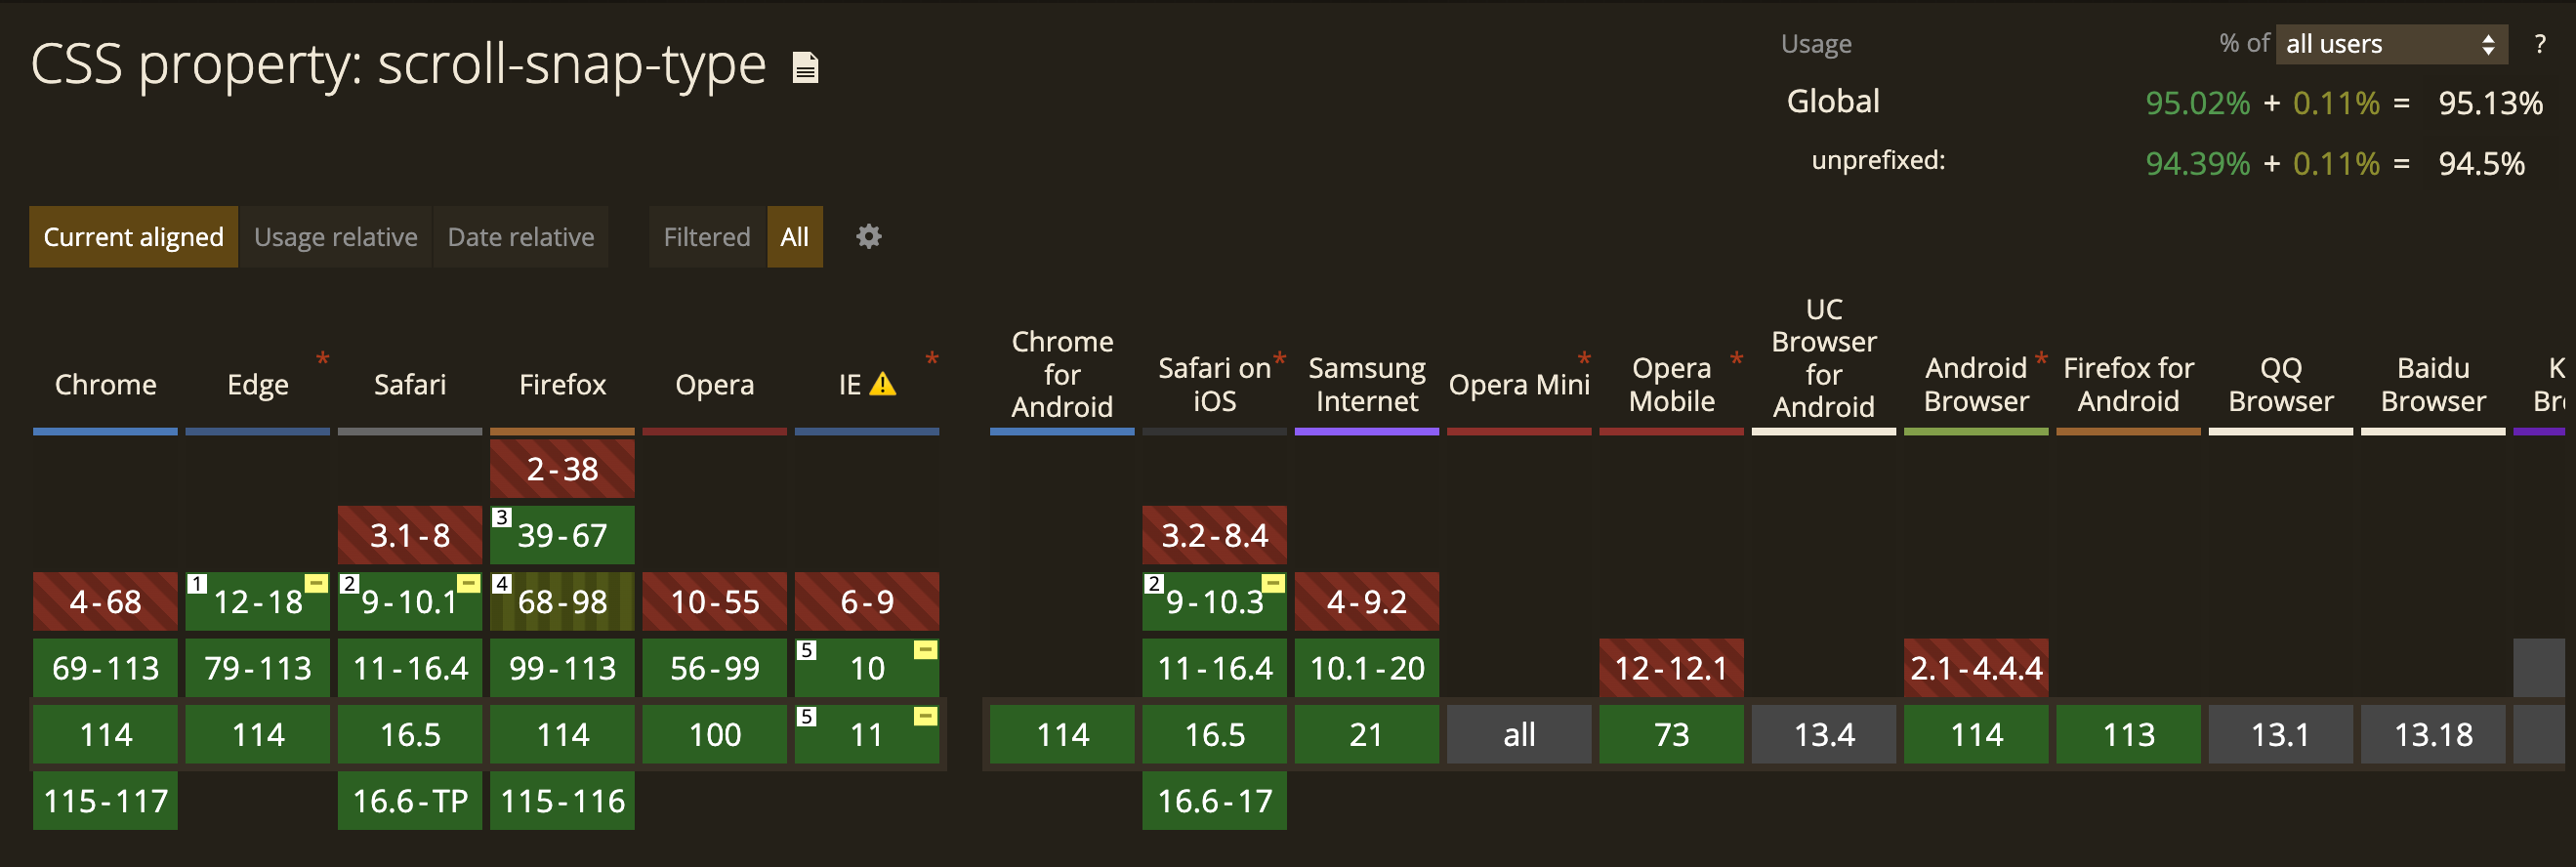 CSS property: scroll-snap-type
Usage % of all users ?
Global 95.02% + 0.11% = 95.13%
unprefixed: 94.39% + 0.11% = 94.5%
Current aligned Usage relative Date relative Filtered All
Chrome Edge * Safari Firefox Opera IE * Chrome for Android Safari on iOS * Samsung Internet Opera Mini * Opera Mobile * UC Browser for Android Android Browser * Firefox for Android QQ Browser Baidu Browser
2-38
3.1-8 3 39-67 3.2-8.4
4-68 1 12-18 2 9-10.1 4 68-98 10-55 6-9 2 9-10.3 4-9.2
69-113 79-113 11-16.4 99-113 56-99 5 10 11-16.4 10.1-20 12-12.1 2.1-4.4.4
114 114 16.5 114 100 5 11 114 16.5 21 all 73 13.4 114 113 13.1 13.18
115-117 16.6-TP 115-116 16.6-17